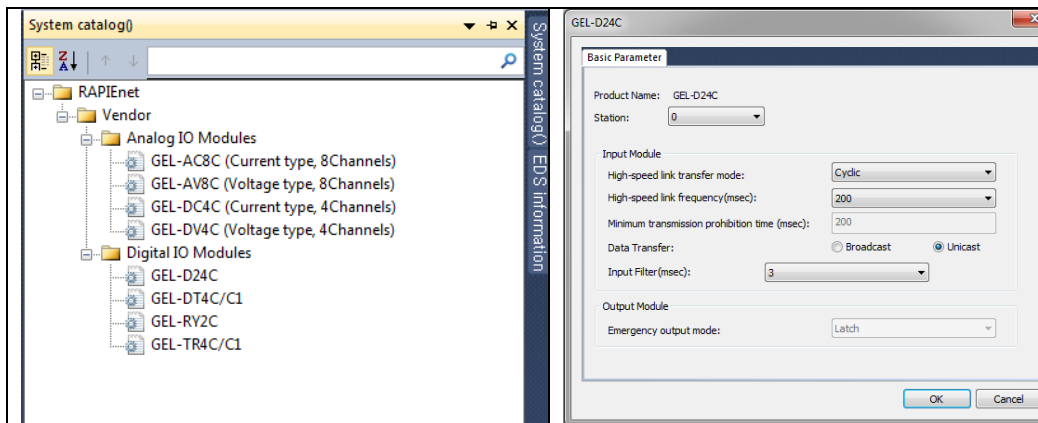 System catalog()
RAPIEnet
Vendor
Analog IO Modules
GEL-AC8C (Current type, 8Channels)
GEL-AV8C (Voltage type, 8Channels)
GEL-DC4C (Current type, 4Channels)
GEL-DV4C (Voltage type, 4Channels)
Digital IO Modules
GEL-D24C
GEL-DT4C/C1
GEL-RY2C
GEL-TR4C/C1
System catalog()
EDS information
GEL-D24C
Basic Parameter
Product Name: GEL-D24C
Station: 0
Input Module
High-speed link transfer mode: Cyclic
High-speed link frequency(msec): 200
Minimum transmission prohibition time (msec): 200
Data Transfer: Broadcast Unicast
Input Filter(msec): 3
Output Module
Emergency output mode: Latch
OK Cancel